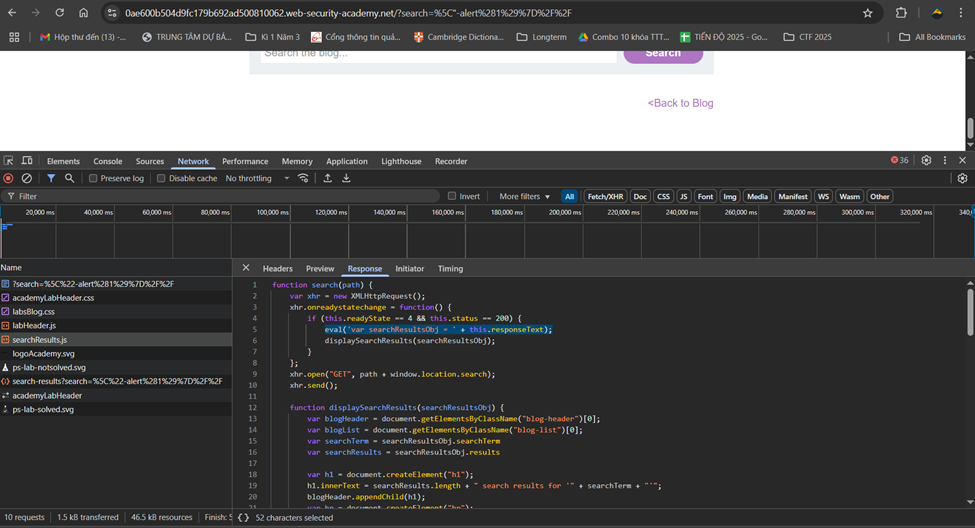 0ae600b504d9fc179b692ad500810062.web-security-academy.net/?search=%5C"-alert%281%29%7D%2F%2F
Hộp thư đến (13) -...
TRUNG TÂM DỰ BÁ...
Kì 1 Năm 3
Cổng thông tin quả...
Cambridge Dictiona...
Longterm
Combo 10 khóa TTT...
TIẾN ĐỘ 2025 - Goo...
CTF 2025
All Bookmarks
Search the blog...
Search
<Back to Blog
Elements Console Sources Network Performance Memory Application Lighthouse Recorder 36
Preserve log Disable cache No throttling
Filter Invert More filters All Fetch/XHR Doc CSS JS Font Img Media Manifest WS Wasm Other
20,000 ms 40,000 ms 60,000 ms 80,000 ms 100,000 ms 120,000 ms 140,000 ms 160,000 ms 180,000 ms 200,000 ms 220,000 ms 240,000 ms 260,000 ms 280,000 ms 300,000 ms 320,000 ms 340,
Name
?search=%5C%22-alert%281%29%7D%2F%2F
academyLabHeader.css
labsBlog.css
labHeader.js
searchResults.js
logoAcademy.svg
ps-lab-notsolved.svg
search-results?search=%5C%22-alert%281%29%7D%2F%2F
academyLabHeader
ps-lab-solved.svg
Headers Preview Response Initiator Timing
1 function search(path) {
2 var xhr = new XMLHttpRequest();
3 xhr.onreadystatechange = function() {
4 if (this.readyState == 4 && this.status == 200) {
5 eval('var searchResultsObj = ' + this.responseText);
6 displaySearchResults(searchResultsObj);
7 }
8 };
9 xhr.open("GET", path + window.location.search);
10 xhr.send();
11
12 function displaySearchResults(searchResultsObj) {
13 var blogHeader = document.getElementsByClassName("blog-header")[0];
14 var blogList = document.getElementsByClassName("blog-list")[0];
15 var searchTerm = searchResultsObj.searchTerm
16 var searchResults = searchResultsObj.results
17
18 var h1 = document.createElement("h1");
19 h1.innerText = searchResults.length + " search results for '" + searchTerm + "'";
20 blogHeader.appendChild(h1);
21 var hr = document.createElement("hr");
10 requests 1.5 kB transferred 46.5 kB resources Finish: 5
52 characters selected